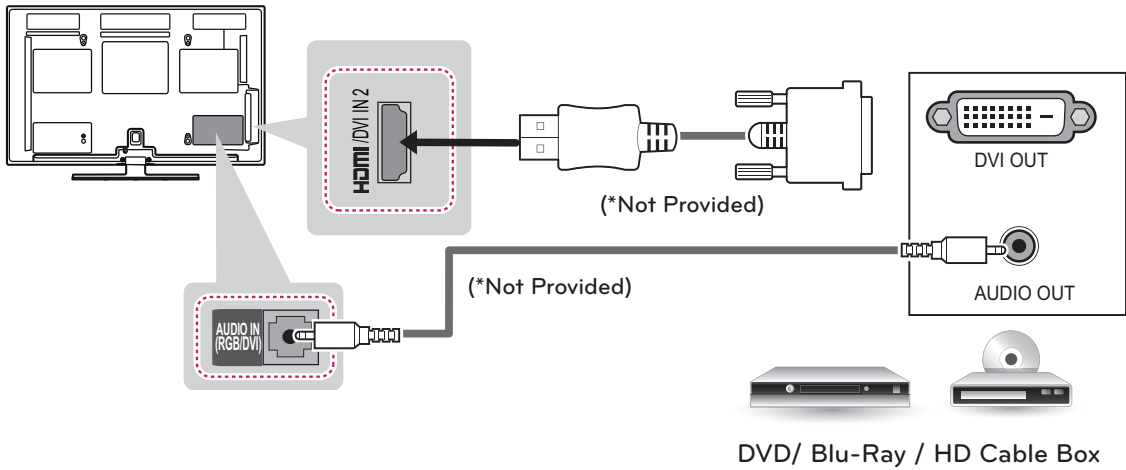 HDMI/DVI IN 2
(*Not Provided)
DVI OUT
(*Not Provided)
AUDIO OUT
AUDIO IN
(RGB/DVI)
DVD/ Blu-Ray / HD Cable Box